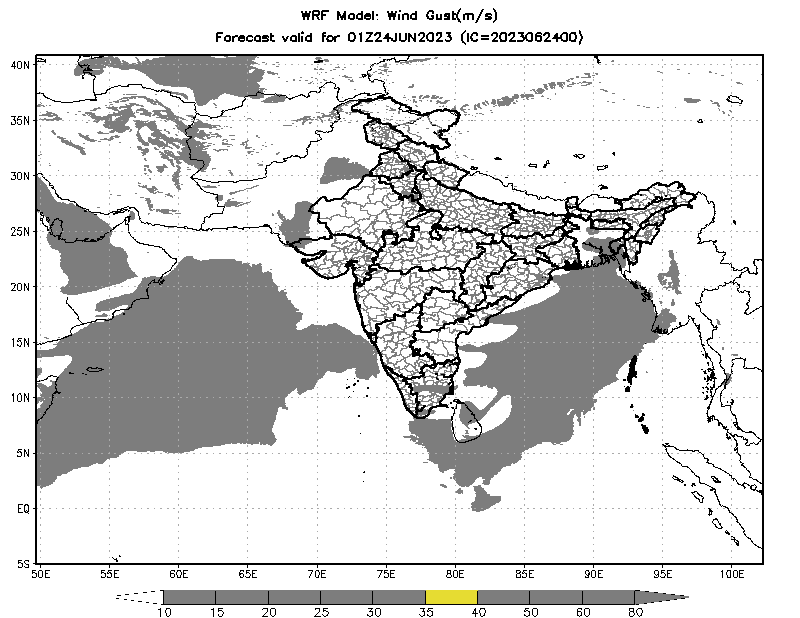 WRF Model: Wind Gust(m/s)
Forecast valid for 01Z24JUN2023 (IC=2023062400)
40N
35N
30N
25N
20N
15N
10N
5N
EQ
5S
50E 55E 60E 65E 70E 75E 80E 85E 90E 95E 100E
10 15 20 25 30 35 40 50 60 80